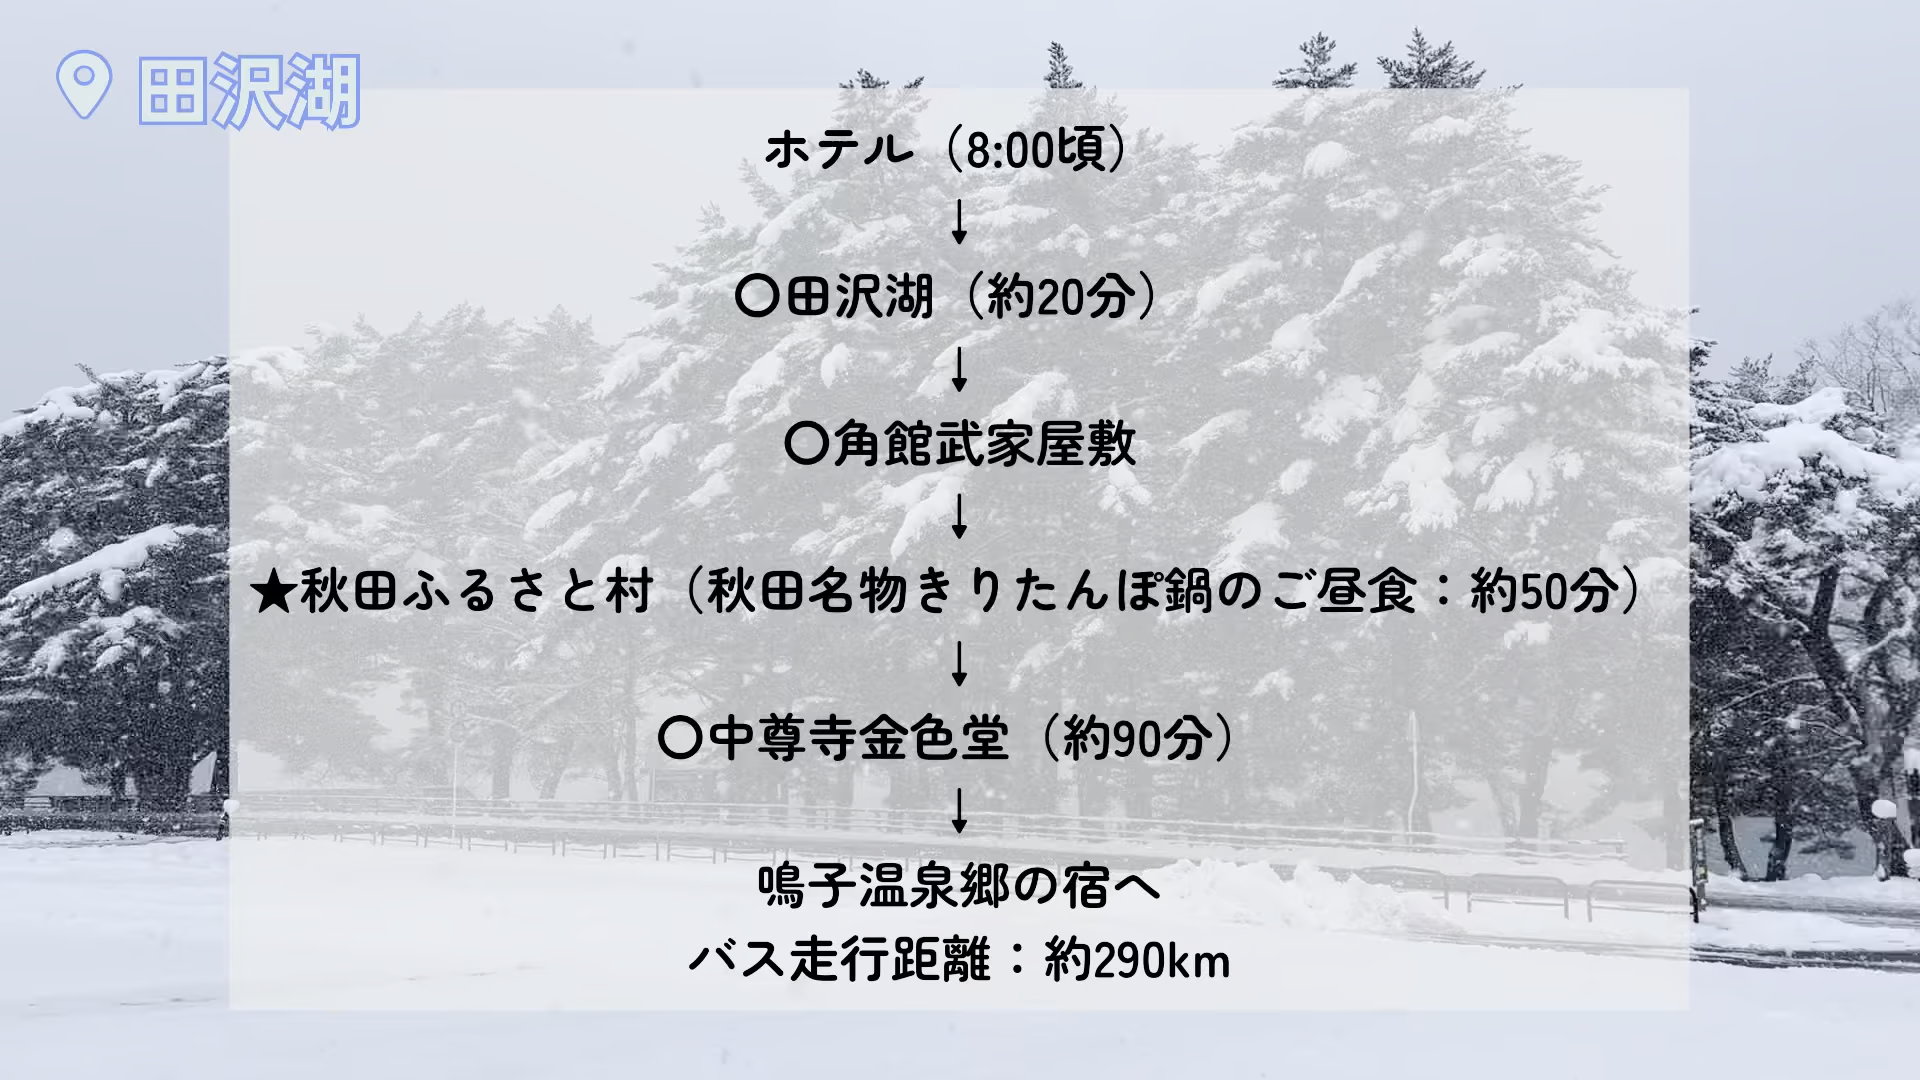 田沢湖
ホテル（8:00頃）
↓
〇田沢湖（約20分）
↓
〇角館武家屋敷
↓
★秋田ふるさと村（秋田名物きりたんぽ鍋のご昼食：約50分）
↓
〇中尊寺金色堂（約90分）
↓
鳴子温泉郷の宿へ
バス走行距離：約290km